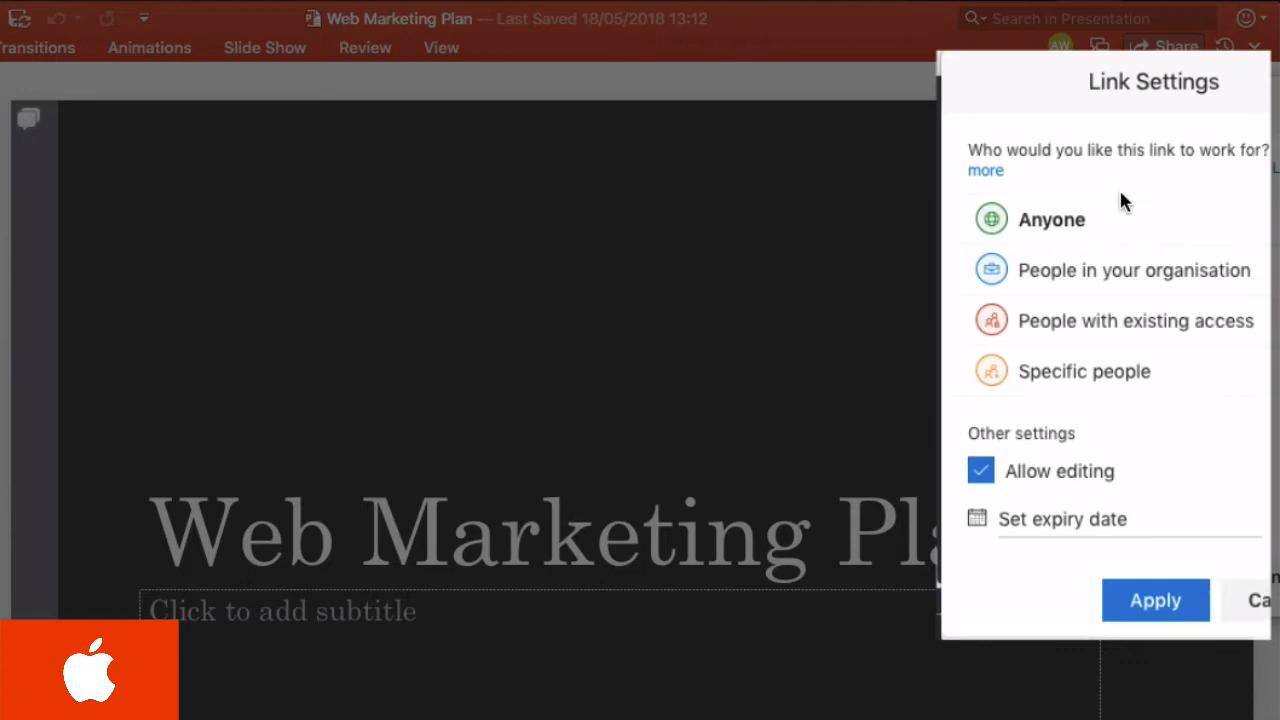 Web Marketing Plan — Last Saved 18/05/2018 13:12
Search in Presentation
ransitions Animations Slide Show Review View
AW Share
Link Settings
Who would you like this link to work for?
more
Anyone
People in your organisation
People with existing access
Specific people
Other settings
Allow editing
Set expiry date
Apply Ca
Web Marketing Pla
Click to add subtitle